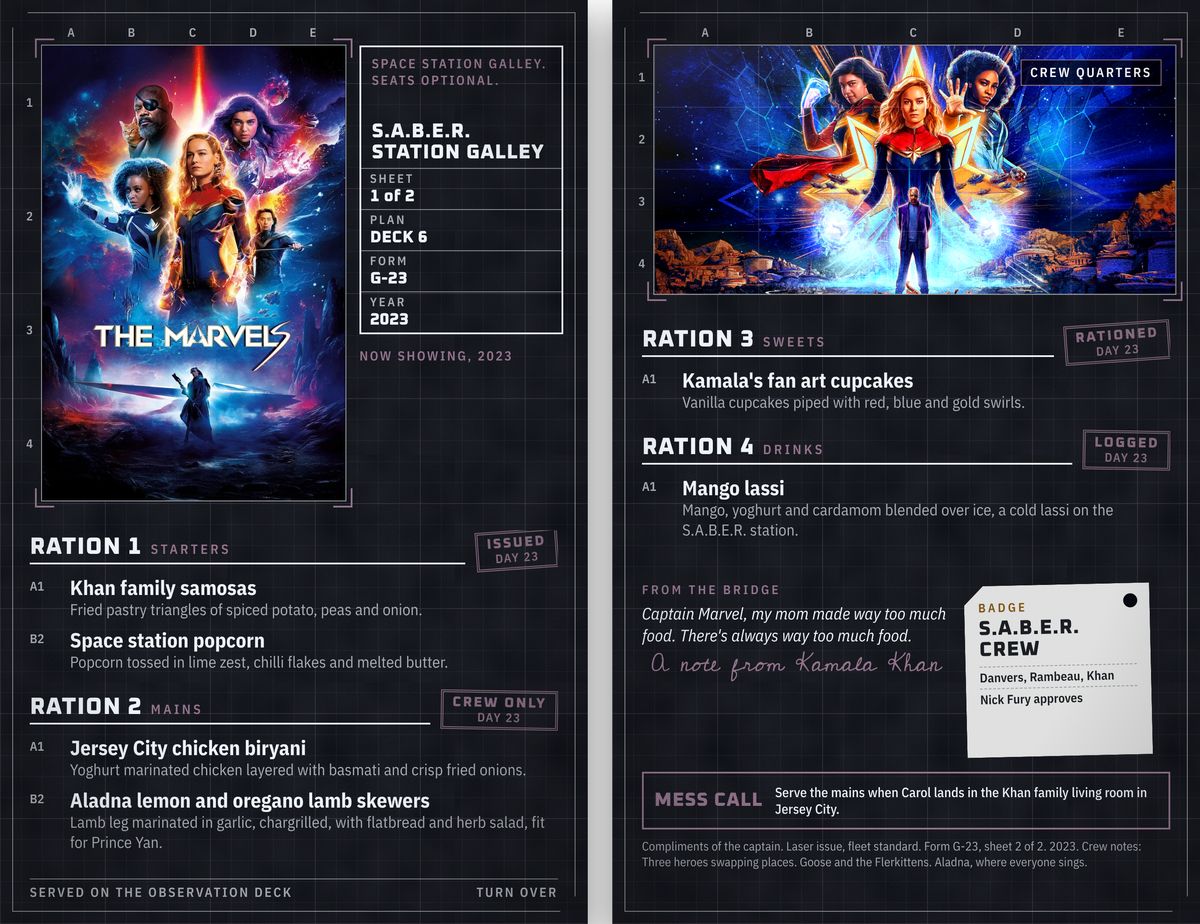 A B C D E
1
2
3
4
THE MARVELS
SPACE STATION GALLEY.
SEATS OPTIONAL.
S.A.B.E.R.
STATION GALLEY
SHEET
1 of 2
PLAN
DECK 6
FORM
G-23
YEAR
2023
NOW SHOWING, 2023
RATION 1 STARTERS
ISSUED
DAY 23
A1 Khan family samosas
Fried pastry triangles of spiced potato, peas and onion.
B2 Space station popcorn
Popcorn tossed in lime zest, chilli flakes and melted butter.
RATION 2 MAINS
CREW ONLY
DAY 23
A1 Jersey City chicken biryani
Yoghurt marinated chicken layered with basmati and crisp fried onions.
B2 Aladna lemon and oregano lamb skewers
Lamb leg marinated in garlic, chargrilled, with flatbread and herb salad, fit
for Prince Yan.
SERVED ON THE OBSERVATION DECK TURN OVER
A B C D E
1
2
3
4
CREW QUARTERS
RATION 3 SWEETS
RATIONED
DAY 23
A1 Kamala's fan art cupcakes
Vanilla cupcakes piped with red, blue and gold swirls.
RATION 4 DRINKS
LOGGED
DAY 23
A1 Mango lassi
Mango, yoghurt and cardamom blended over ice, a cold lassi on the
S.A.B.E.R. station.
FROM THE BRIDGE
Captain Marvel, my mom made way too much
food. There's always way too much food.
A note from Kamala Khan
BADGE
S.A.B.E.R.
CREW
Danvers, Rambeau, Khan
Nick Fury approves
MESS CALL
Serve the mains when Carol lands in the Khan family living room in
Jersey City.
Compliments of the captain. Laser issue, fleet standard. Form G-23, sheet 2 of 2. 2023. Crew notes:
Three heroes swapping places. Goose and the Flerkittens. Aladna, where everyone sings.